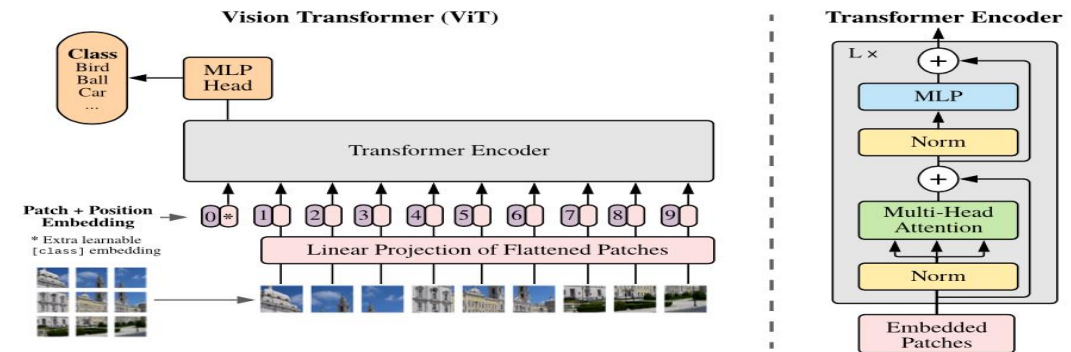 Vision Transformer (ViT)
Class
Bird
Ball
Car
...
MLP
Head
Transformer Encoder
Patch + Position
Embedding
* Extra learnable
[class] embedding
0 * 1 2 3 4 5 6 7 8 9
Linear Projection of Flattened Patches
Transformer Encoder
L ×
+
MLP
Norm
+
Multi-Head
Attention
Norm
Embedded
Patches